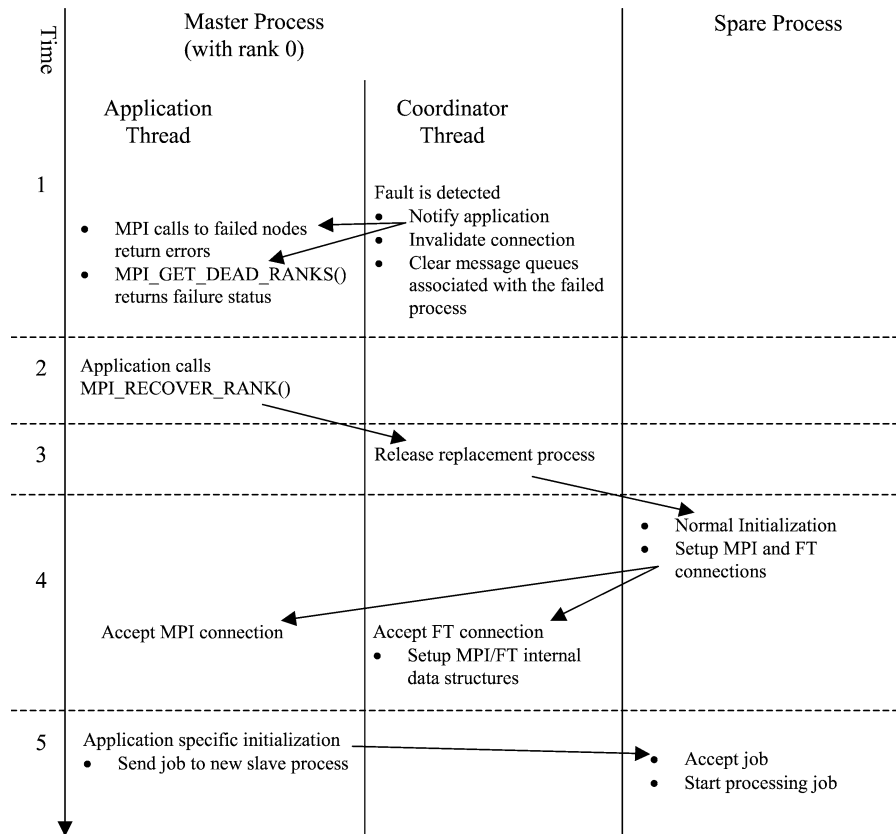 Time
Master Process
(with rank 0)
Spare Process
Application
Thread
Coordinator
Thread
1
Fault is detected
● Notify application
● Invalidate connection
● Clear message queues
associated with the failed
process
● MPI calls to failed nodes
return errors
● MPI_GET_DEAD_RANKS()
returns failure status
2
Application calls
MPI_RECOVER_RANK()
3
Release replacement process
4
● Normal Initialization
● Setup MPI and FT
connections
Accept MPI connection
Accept FT connection
● Setup MPI/FT internal
data structures
5
Application specific initialization
● Send job to new slave process
● Accept job
● Start processing job